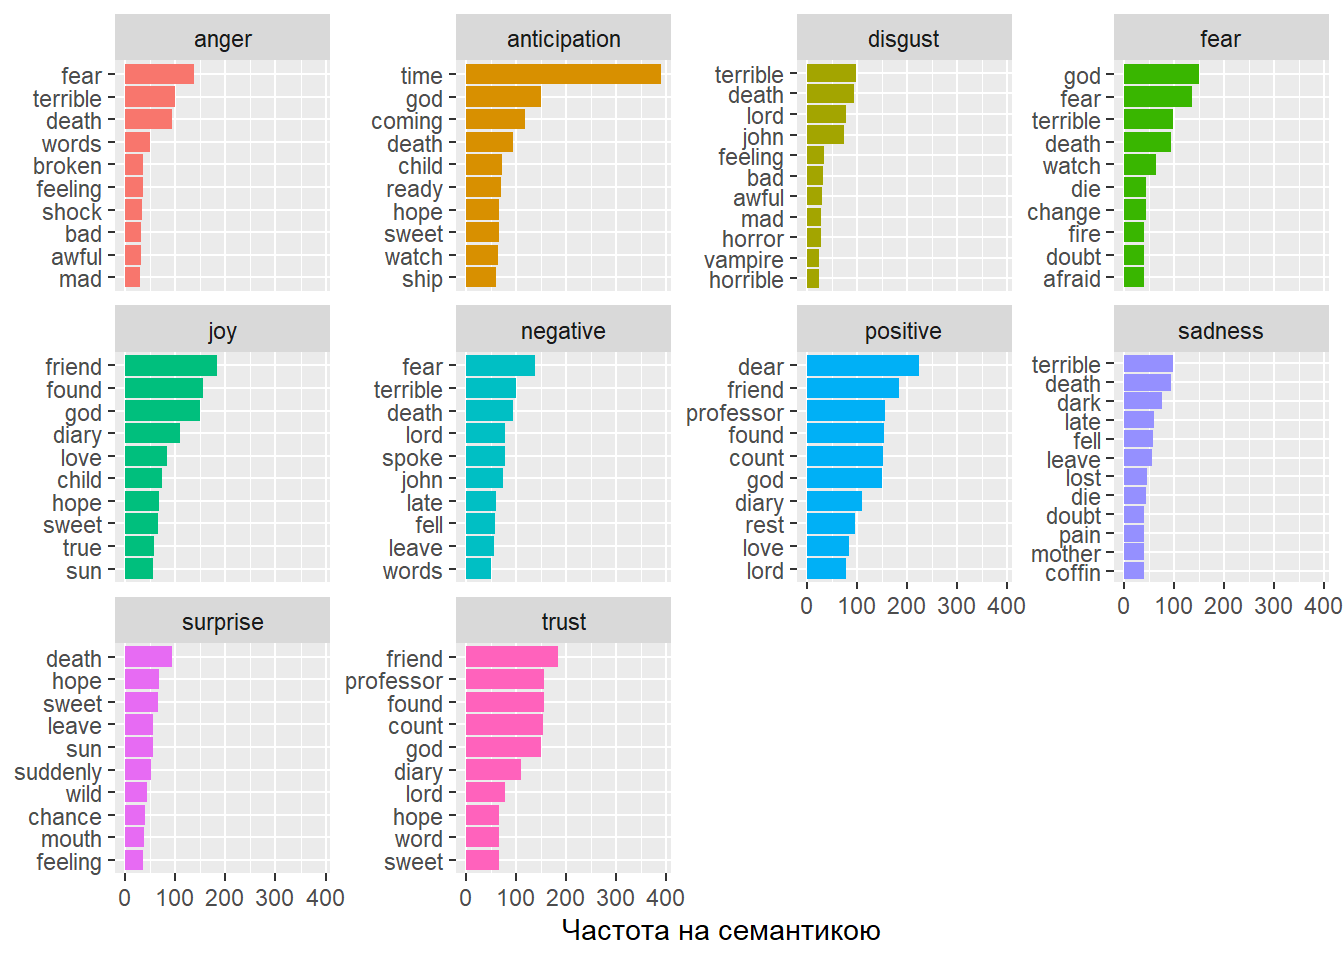 anger
fear
terrible
death
words
broken
feeling
shock
bad
awful
mad
anticipation
time
god
coming
death
child
ready
hope
sweet
watch
ship
disgust
terrible
death
lord
john
feeling
bad
awful
mad
horror
vampire
horrible
fear
god
fear
terrible
death
watch
die
change
fire
doubt
afraid
joy
friend
found
god
diary
love
child
hope
sweet
true
sun
negative
fear
terrible
death
lord
spoke
john
late
fell
leave
words
positive
dear
friend
professor
found
count
god
diary
rest
love
lord
0 100 200 300 400
sadness
terrible
death
dark
late
fell
leave
lost
die
doubt
pain
mother
coffin
0 100 200 300 400
surprise
death
hope
sweet
leave
sun
suddenly
wild
chance
mouth
feeling
0 100 200 300 400
trust
friend
professor
found
count
god
diary
lord
hope
word
sweet
0 100 200 300 400
Частота на семантикою